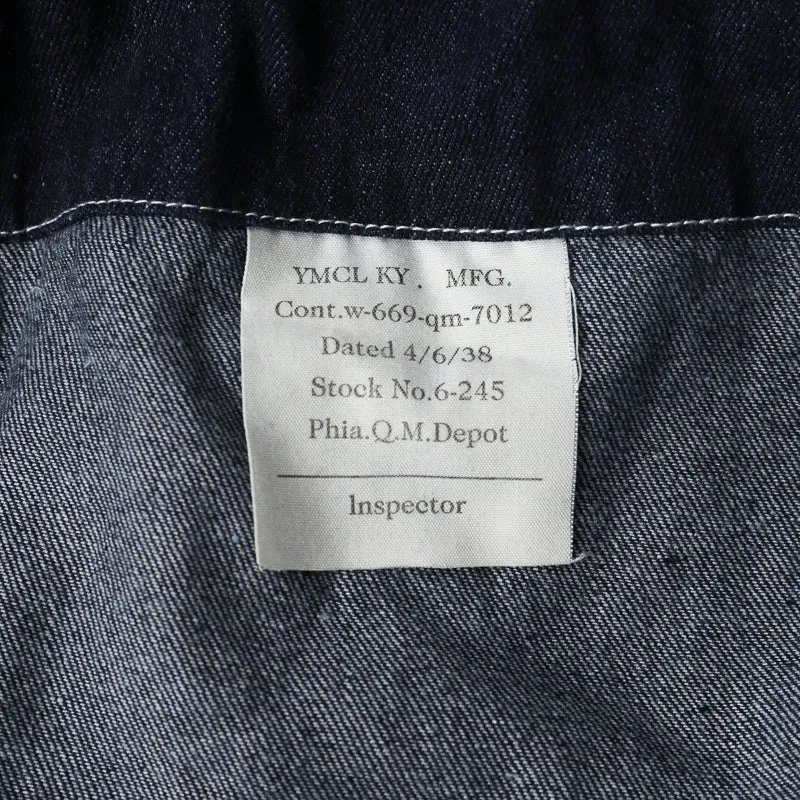 YMCL KY. MFG.
Cont.w-669-qm-7012
Dated 4/6/38
Stock No.6-245
Phia.Q.M.Depot
Inspector